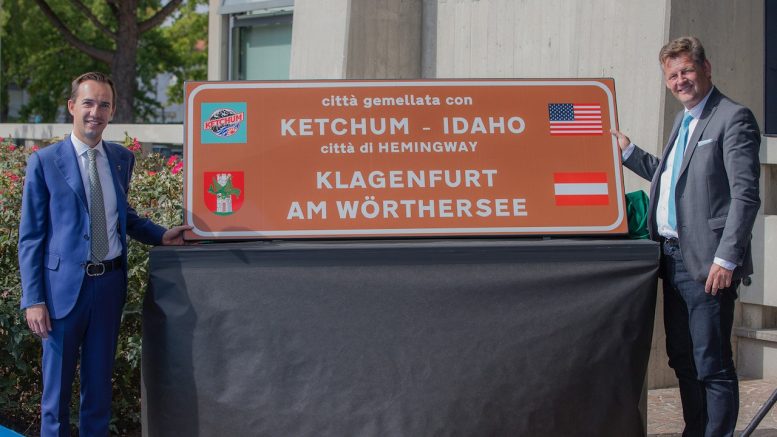 città gemellata con
KETCHUM
KETCHUM - IDAHO
città di HEMINGWAY
KLAGENFURT
AM WÖRTHERSEE